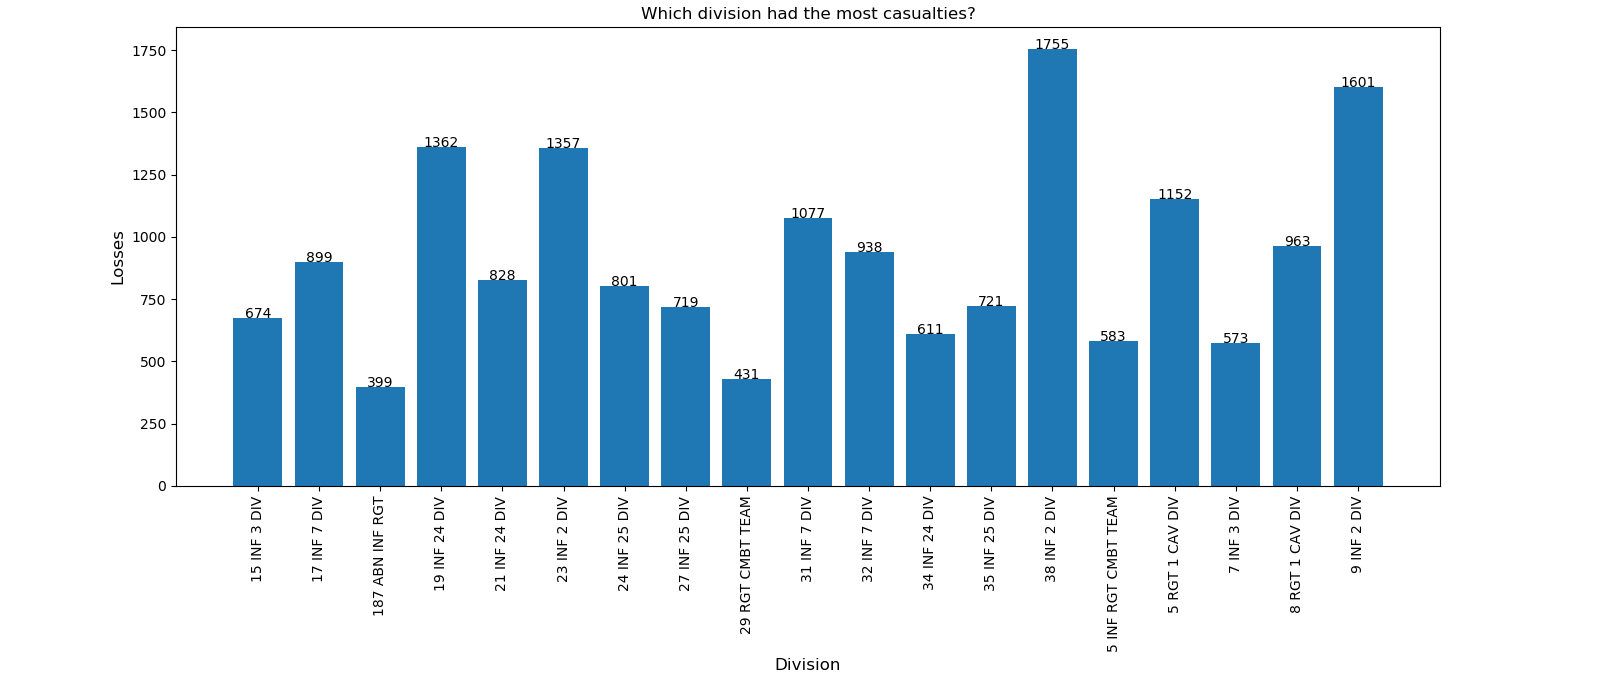 Which division had the most casualties?
Losses
1750
1500
1250
1000
750
500
250
0
674
899
399
1362
828
1357
801
719
431
1077
938
611
721
1755
583
1152
573
963
1601
15 INF 3 DIV
17 INF 7 DIV
187 ABN INF RGT
19 INF 24 DIV
21 INF 24 DIV
23 INF 2 DIV
24 INF 25 DIV
27 INF 25 DIV
29 RGT CMBT TEAM
31 INF 7 DIV
32 INF 7 DIV
34 INF 24 DIV
35 INF 25 DIV
38 INF 2 DIV
5 INF RGT CMBT TEAM
5 RGT 1 CAV DIV
7 INF 3 DIV
8 RGT 1 CAV DIV
9 INF 2 DIV
Division